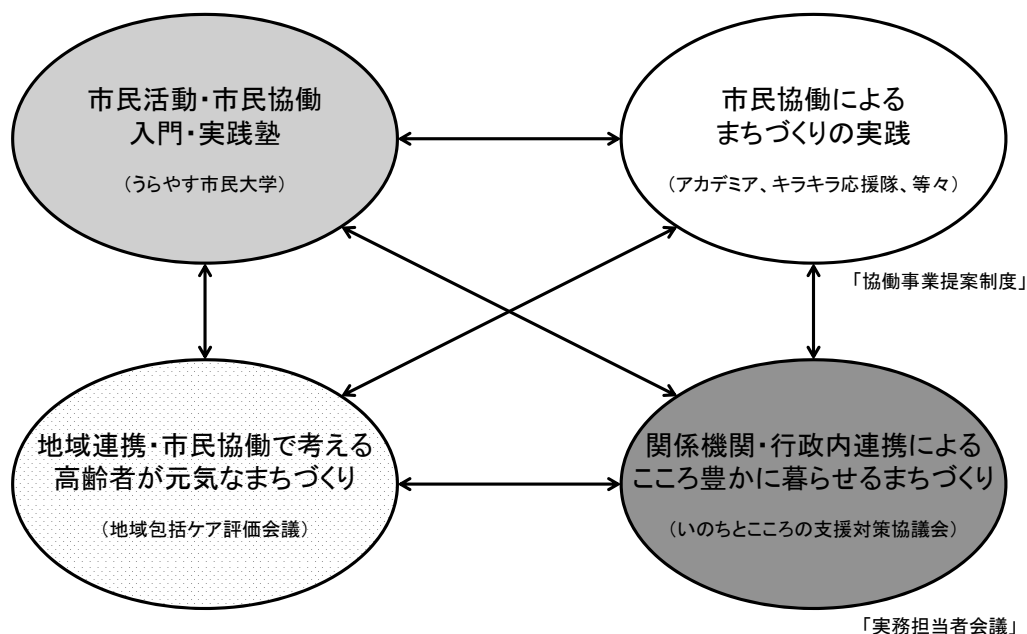 市民活動・市民協働
入門・実践塾
（うらやす市民大学）
市民協働による
まちづくりの実践
（アカデミア、キラキラ応援隊、等々）
「協働事業提案制度」
地域連携・市民協働で考える
高齢者が元気なまちづくり
（地域包括ケア評価会議）
関係機関・行政内連携による
こころ豊かに暮らせるまちづくり
（いのちとこころの支援対策協議会）
「実務担当者会議」